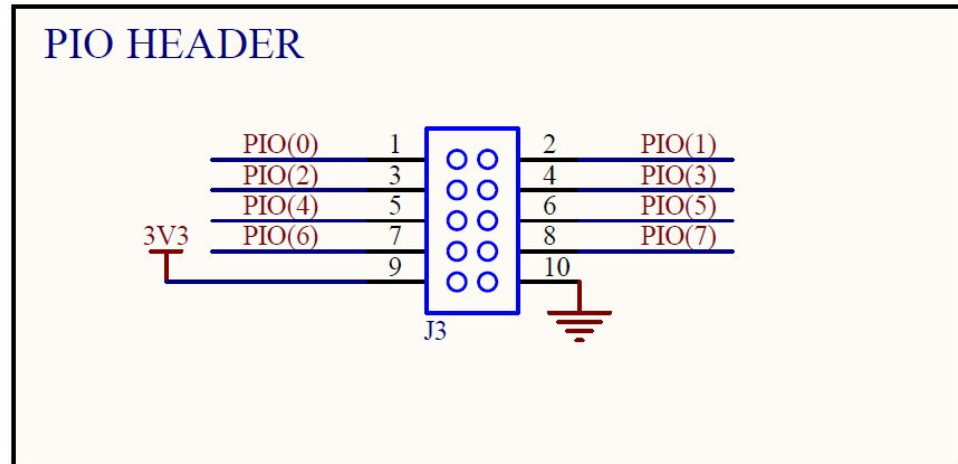 PIO HEADER
PIO(0) 1 2 PIO(1)
PIO(2) 3 4 PIO(3)
PIO(4) 5 6 PIO(5)
3V3 PIO(6) 7 8 PIO(7)
9 10
J3